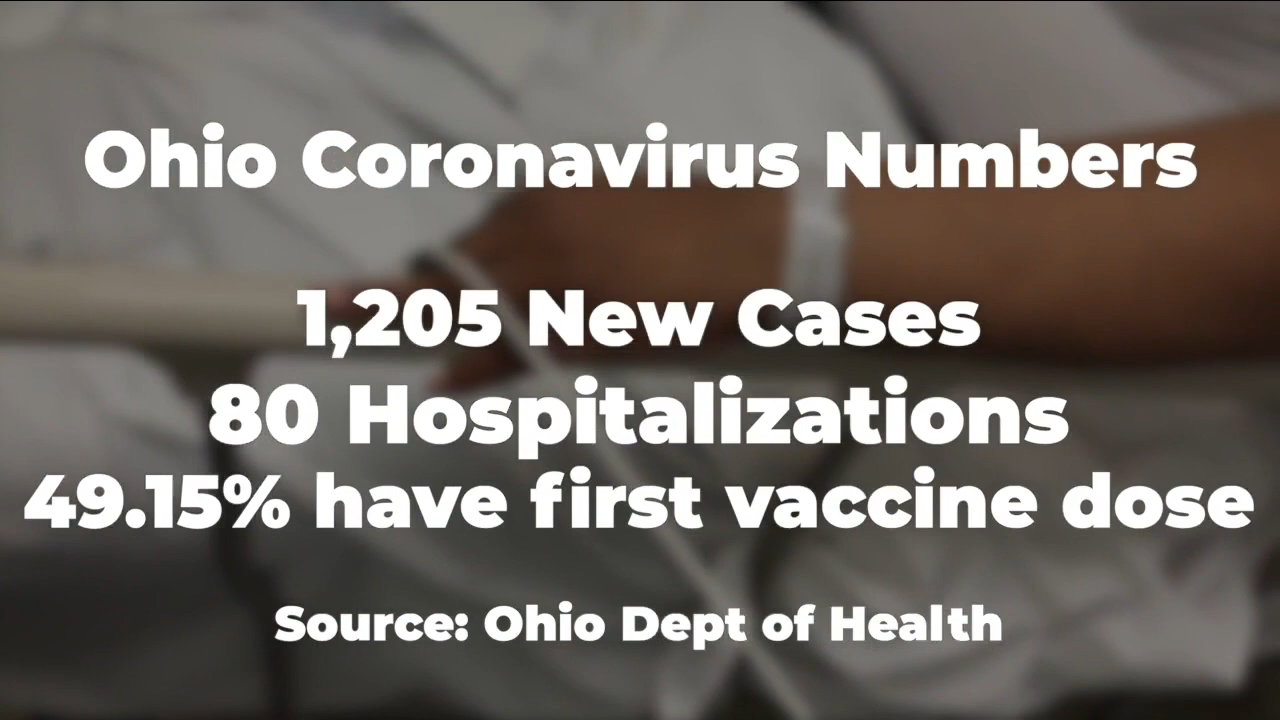 Ohio Coronavirus Numbers
1,205 New Cases
80 Hospitalizations
49.15% have first vaccine dose
Source: Ohio Dept of Health